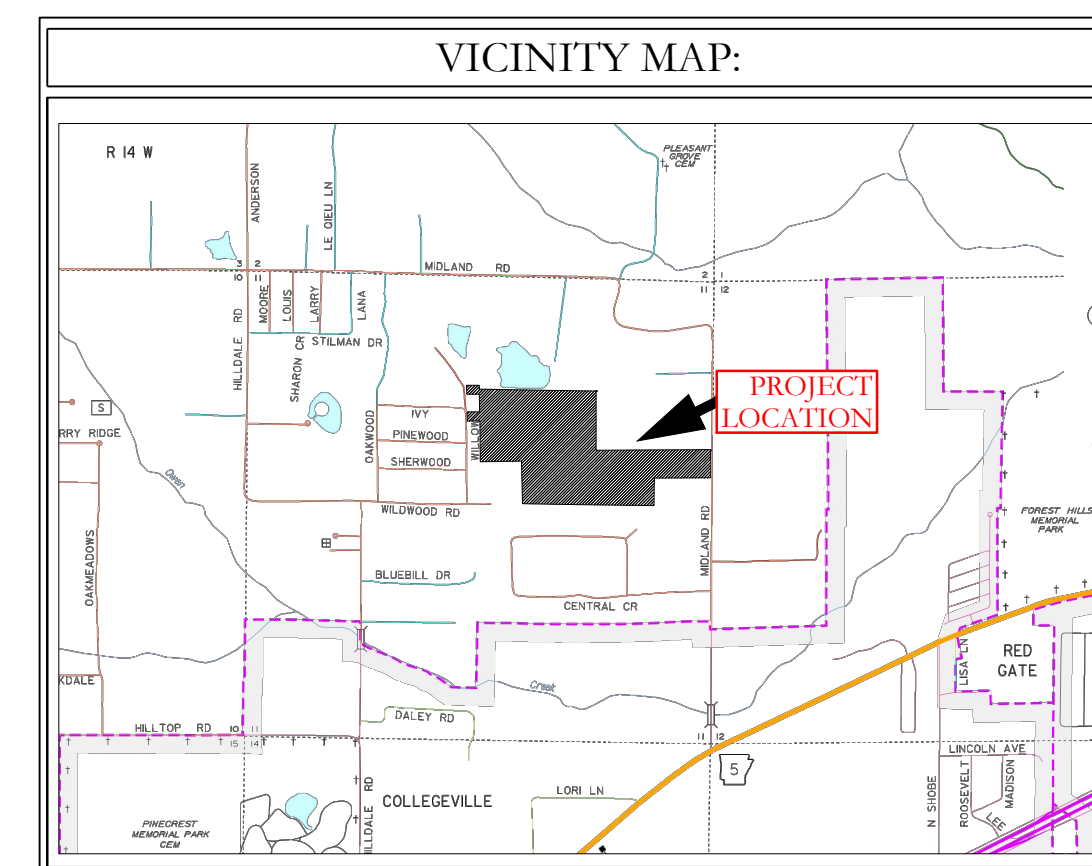 VICINITY MAP:
R 14 W
ANDERSON
LE QIEU LN
PLEASANT
GROVE
CEM
3 2
10 11
MIDLAND RD
2 1
11 12
HILLDALE RD
MOORE
LOUIS
LARRY
LANA
SHARON CR
STILMAN DR
PROJECT
LOCATION
S
RRY RIDGE
OAKWOOD
IVY
PINEWOOD
SHERWOOD
WILLOW
WILDWOOD RD
Owen
OAKMEADOWS
MIDLAND RD
FOREST HILLS
MEMORIAL
PARK
BLUEBILL DR
CENTRAL CR
KDALE
Creek
LISA LN
RED
GATE
DALEY RD
HILLTOP RD
10 11
15 14
11 12
5
LINCOLN AVE
COLLEGEVILLE
LORI LN
ILLDALE RD
N SHOBE
ROOSEVELT
MADISON
LEE
PINECREST
MEMORIAL PARK
CEM